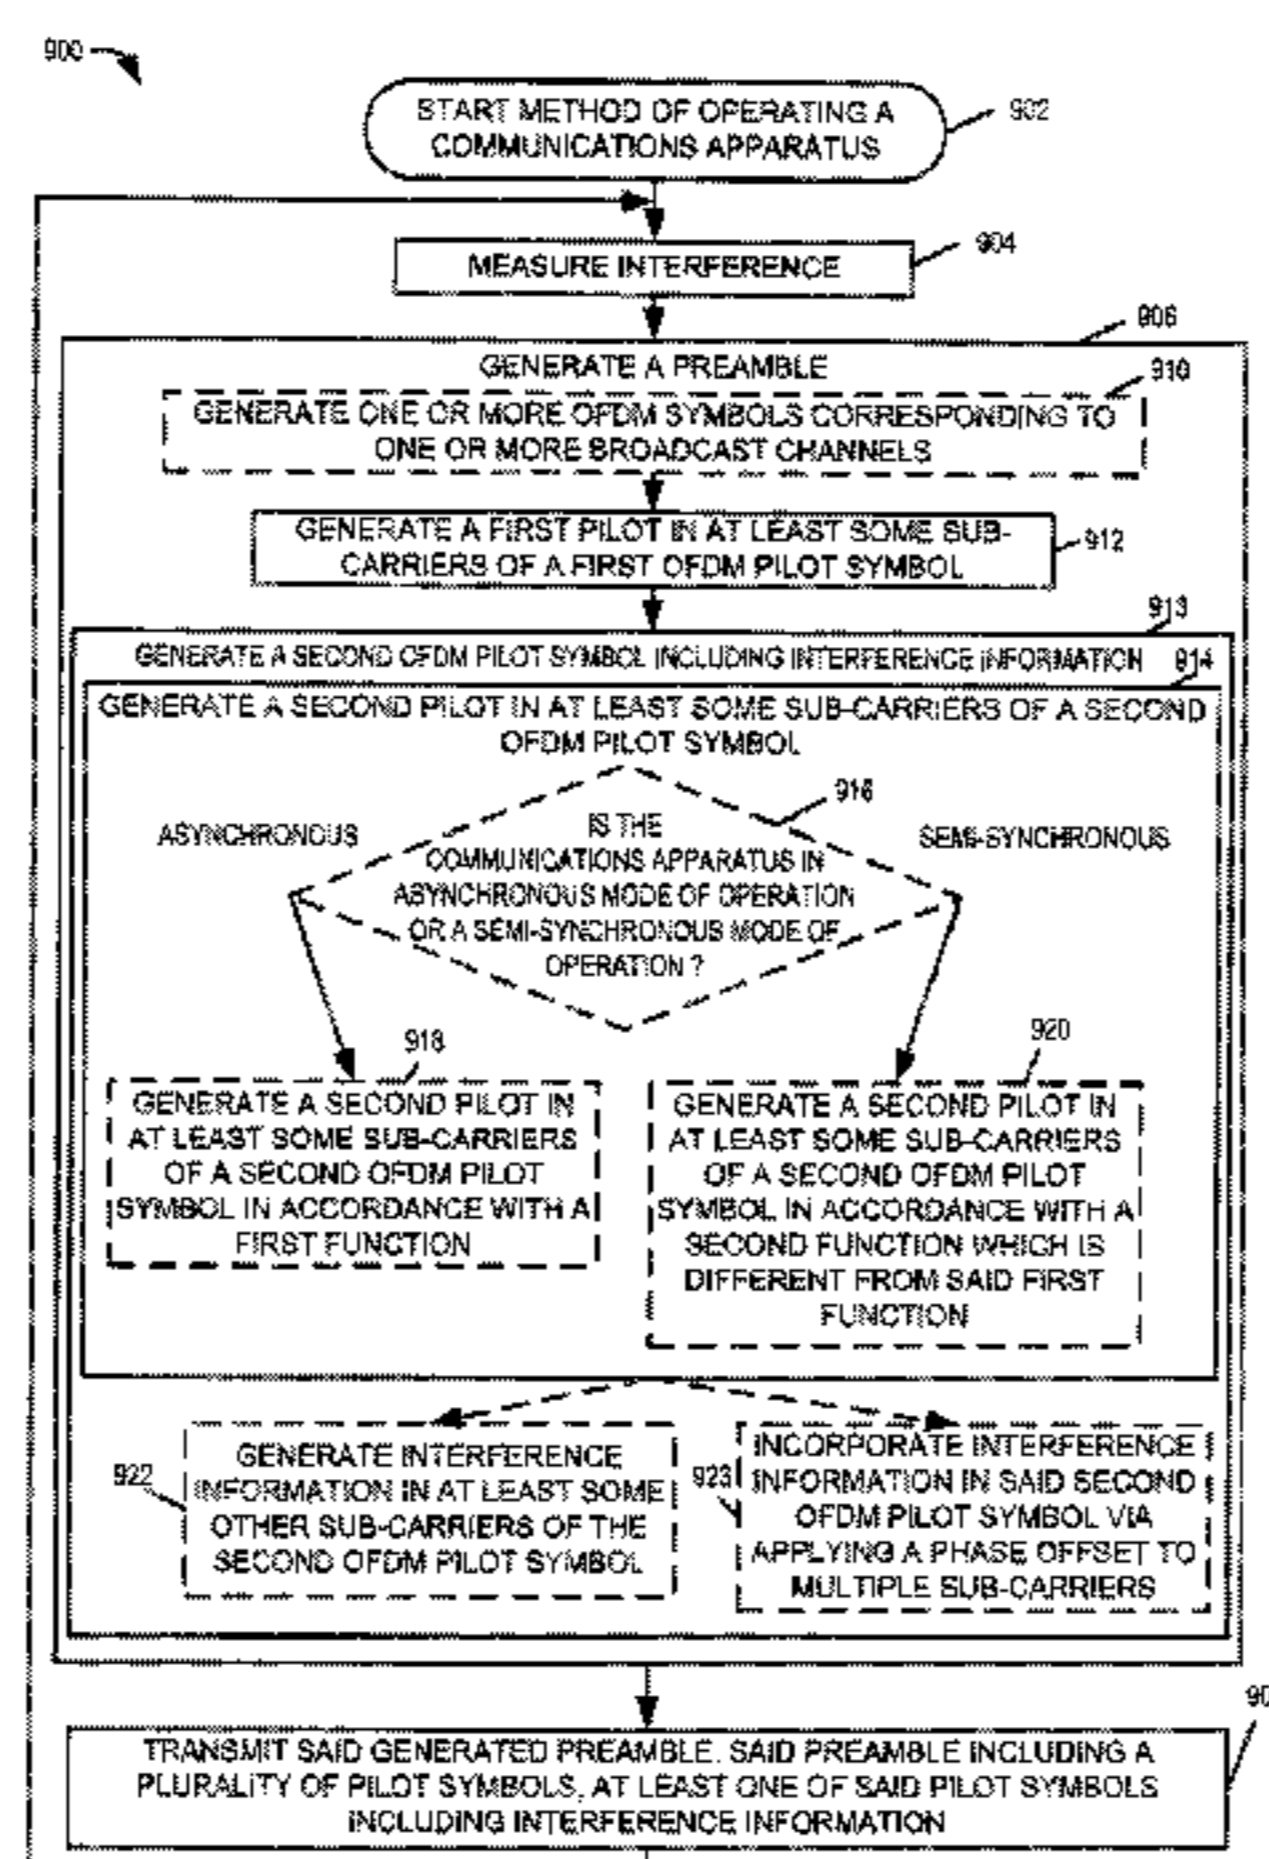 900
START METHOD OF OPERATING A
COMMUNICATIONS APPARATUS
902
MEASURE INTERFERENCE
904
906
GENERATE A PREAMBLE
910
GENERATE ONE OR MORE OFDM SYMBOLS CORRESPONDING TO
ONE OR MORE BROADCAST CHANNELS
GENERATE A FIRST PILOT IN AT LEAST SOME SUB-
CARRIERS OF A FIRST OFDM PILOT SYMBOL
912
913
GENERATE A SECOND OFDM PILOT SYMBOL INCLUDING INTERFERENCE INFORMATION
914
GENERATE A SECOND PILOT IN AT LEAST SOME SUB-CARRIERS OF A SECOND
OFDM PILOT SYMBOL
916
ASYNCHRONOUS
SEMI-SYNCHRONOUS
IS THE
COMMUNICATIONS APPARATUS IN
ASYNCHRONOUS MODE OF OPERATION
OR A SEMI-SYNCHRONOUS MODE OF
OPERATION ?
918
GENERATE A SECOND PILOT IN
AT LEAST SOME SUB-CARRIERS
OF A SECOND OFDM PILOT
SYMBOL IN ACCORDANCE WITH A
FIRST FUNCTION
920
GENERATE A SECOND PILOT IN
AT LEAST SOME SUB-CARRIERS
OF A SECOND OFDM PILOT
SYMBOL IN ACCORDANCE WITH A
SECOND FUNCTION WHICH IS
DIFFERENT FROM SAID FIRST
FUNCTION
922
GENERATE INTERFERENCE
INFORMATION IN AT LEAST SOME
OTHER SUB-CARRIERS OF THE
SECOND OFDM PILOT SYMBOL
923
INCORPORATE INTERFERENCE
INFORMATION IN SAID SECOND
OFDM PILOT SYMBOL VIA
APPLYING A PHASE OFFSET TO
MULTIPLE SUB-CARRIERS
TRANSMIT SAID GENERATED PREAMBLE, SAID PREAMBLE INCLUDING A
PLURALITY OF PILOT SYMBOLS, AT LEAST ONE OF SAID PILOT SYMBOLS
INCLUDING INTERFERENCE INFORMATION